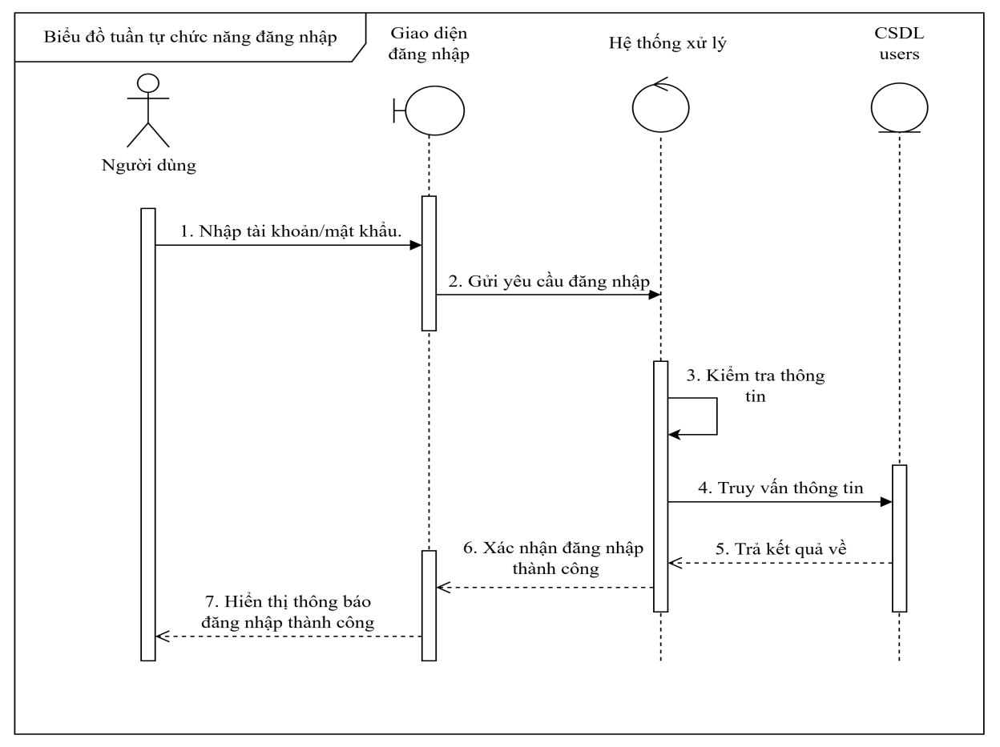 Biểu đồ tuần tự chức năng đăng nhập
Giao diện
đăng nhập
Hệ thống xử lý
CSDL
users
Người dùng
1. Nhập tài khoản/mật khẩu.
2. Gửi yêu cầu đăng nhập
3. Kiểm tra thông
tin
4. Truy vấn thông tin
5. Trả kết quả về
6. Xác nhận đăng nhập
thành công
7. Hiển thị thông báo
đăng nhập thành công